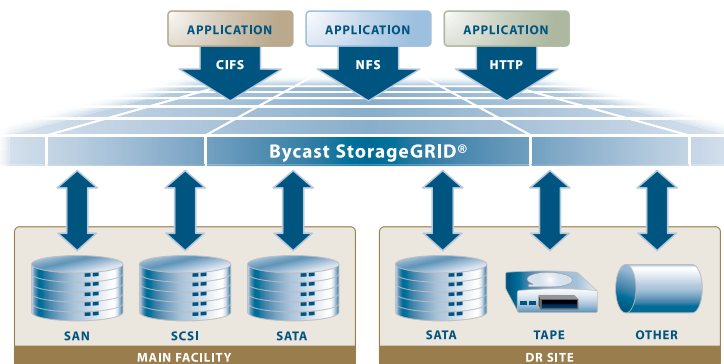 APPLICATION APPLICATION APPLICATION
CIFS NFS HTTP
Bycast StorageGRID®
SAN SCSI SATA SATA TAPE OTHER
MAIN FACILITY DR SITE